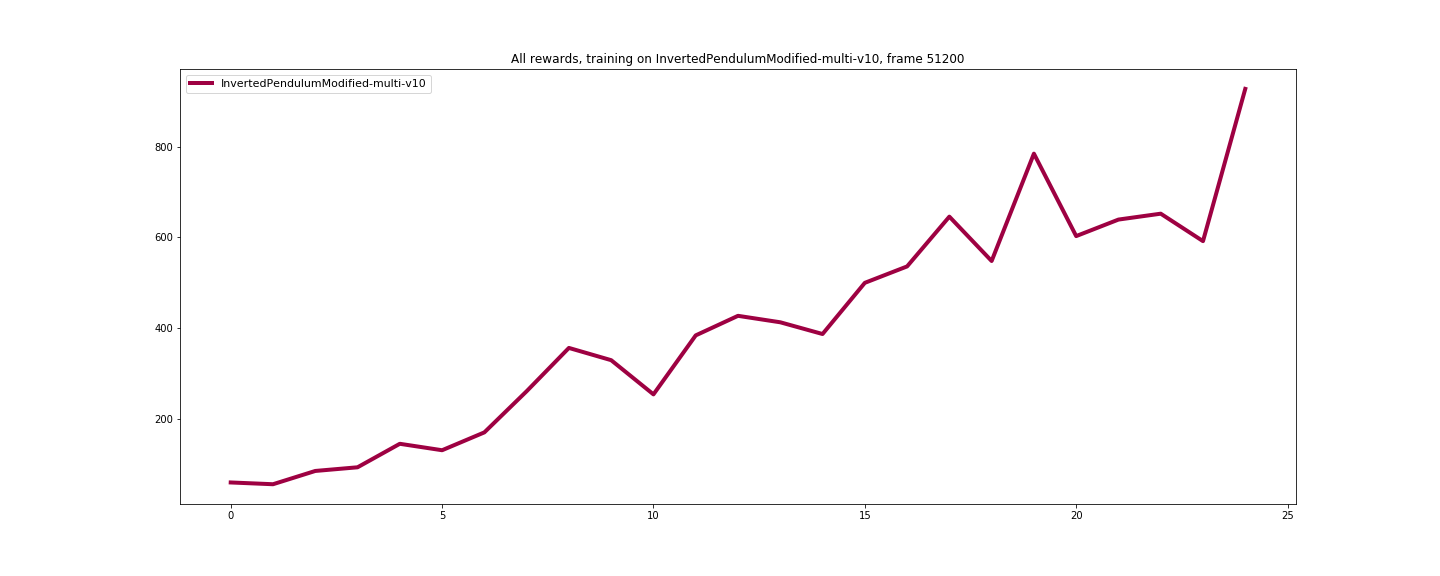 All rewards, training on InvertedPendulumModified-multi-v10, frame 51200
InvertedPendulumModified-multi-v10
800
600
400
200
0 5 10 15 20 25